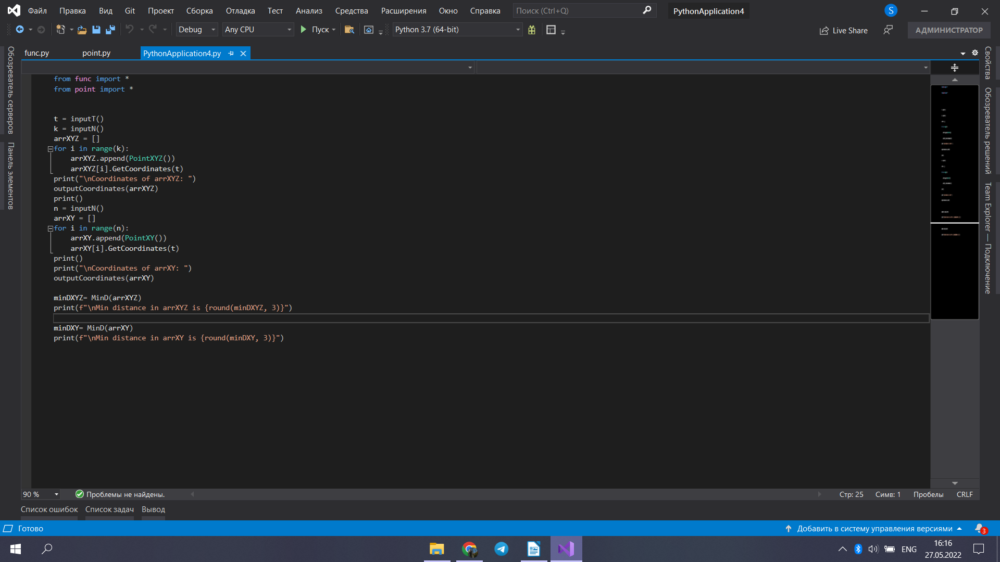 Файл Правка Вид Git Проект Сборка Отладка Тест Анализ Средства Расширения Окно Справка Поиск (Ctrl+Q) PythonApplication4 S
Debug Any CPU Пуск Python 3.7 (64-bit) Live Share АДМИНИСТРАТОР
func.py point.py PythonApplication4.py
Обозреватель серверов
Панель элементов
from func import *
from point import *
t = inputT()
k = inputN()
arrXYZ = []
for i in range(k):
arrXYZ.append(PointXYZ())
arrXYZ[i].GetCoordinates(t)
print("\nCoordinates of arrXYZ: ")
outputCoordinates(arrXYZ)
print()
n = inputN()
arrXY = []
for i in range(n):
arrXY.append(PointXY())
arrXY[i].GetCoordinates(t)
print()
print("\nCoordinates of arrXY: ")
outputCoordinates(arrXY)
minDXYZ= MinD(arrXYZ)
print(f"\nMin distance in arrXYZ is {round(minDXYZ, 3)}")
minDXY= MinD(arrXY)
print(f"\nMin distance in arrXY is {round(minDXY, 3)}")
Свойства
Обозреватель решений
Team Explorer — Подключение
90 % Проблемы не найдены. Стр: 25 Симв: 1 Пробелы CRLF
Список ошибок Список задач Вывод
Готово Добавить в систему управления версиями 3
ENG 16:16
27.05.2022